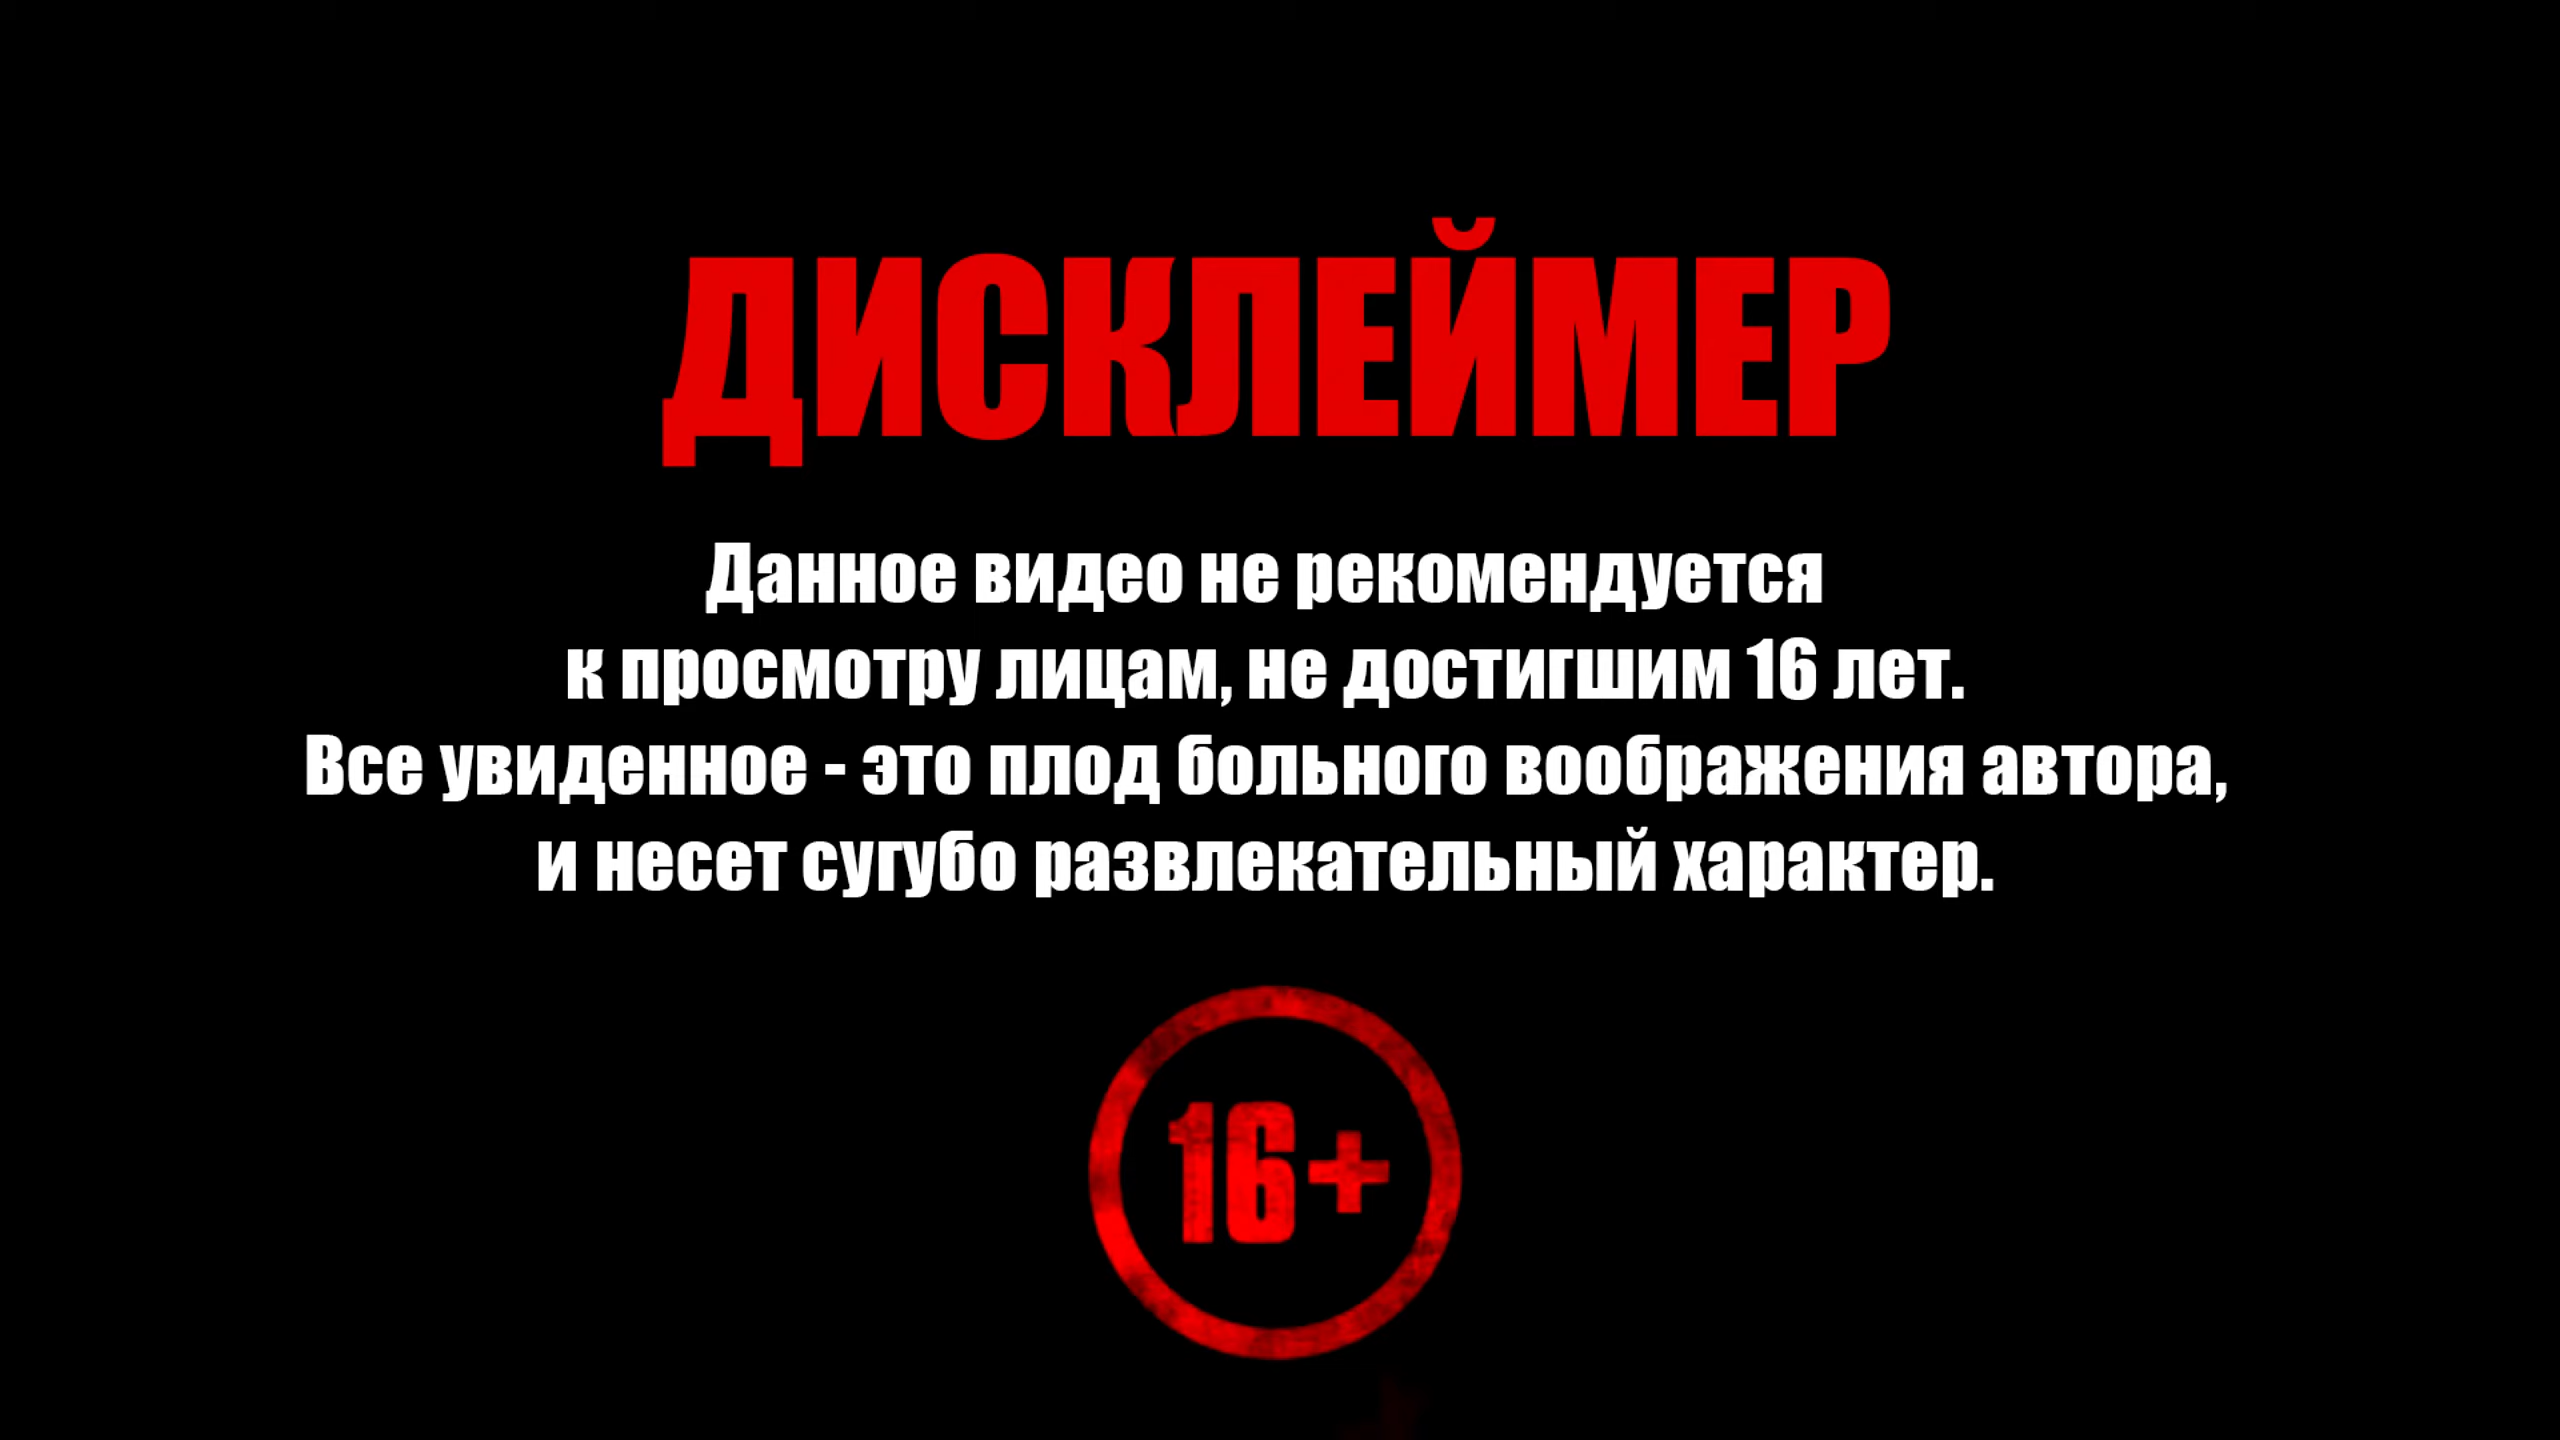 ДИСКЛЕЙМЕР
Данное видео не рекомендуется
к просмотру лицам, не достигшим 16 лет.
Все увиденное - это плод больного воображения автора,
и несет сугубо развлекательный характер.
16+